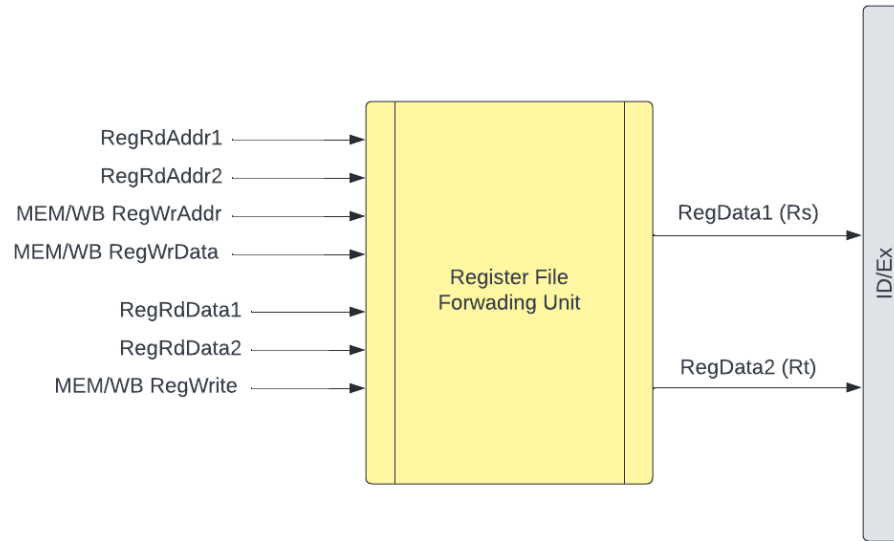 RegRdAddr1
RegRdAddr2
MEM/WB RegWrAddr
MEM/WB RegWrData
RegRdData1
RegRdData2
MEM/WB RegWrite
Register File
Forwading Unit
RegData1 (Rs)
RegData2 (Rt)
ID/Ex